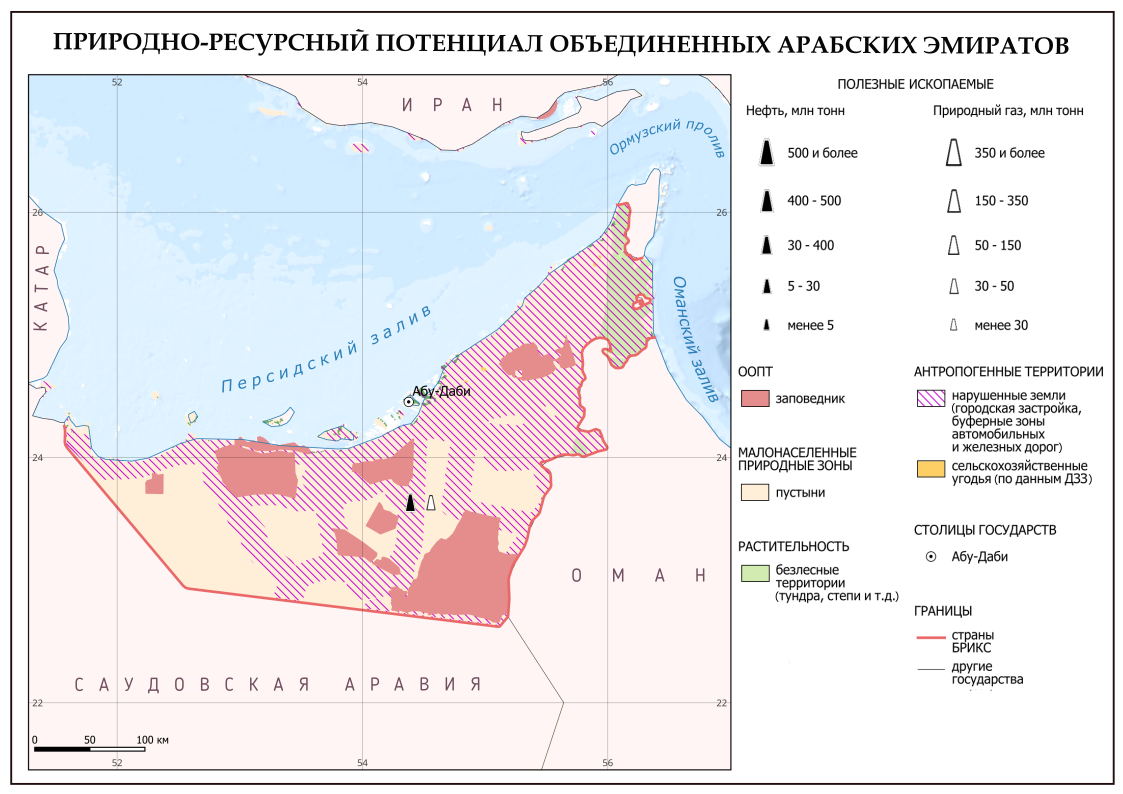 ПРИРОДНО-РЕСУРСНЫЙ ПОТЕНЦИАЛ ОБЪЕДИНЕННЫХ АРАБСКИХ ЭМИРАТОВ
52
54
56
ИРАН
Ормузский пролив
26
26
КАТАР
Персидский залив
Оманский залив
Абу-Даби
24
24
ОМАН
САУДОВСКАЯ АРАВИЯ
22
22
0 50 100 км
52
54
56
ПОЛЕЗНЫЕ ИСКОПАЕМЫЕ
Нефть, млн тонн
500 и более
400 - 500
30 - 400
5 - 30
менее 5
Природный газ, млн тонн
350 и более
150 - 350
50 - 150
30 - 50
менее 30
ООПТ
заповедник
МАЛОНАСЕЛЕННЫЕ
ПРИРОДНЫЕ ЗОНЫ
пустыни
РАСТИТЕЛЬНОСТЬ
безлесные
территории
(тундра, степи и т.д.)
АНТРОПОГЕННЫЕ ТЕРРИТОРИИ
нарушенные земли
(городская застройка,
буферные зоны
автомобильных
и железных дорог)
сельскохозяйственные
угодья (по данным ДЗЗ)
СТОЛИЦЫ ГОСУДАРСТВ
Абу-Даби
ГРАНИЦЫ
страны
БРИКС
другие
государства